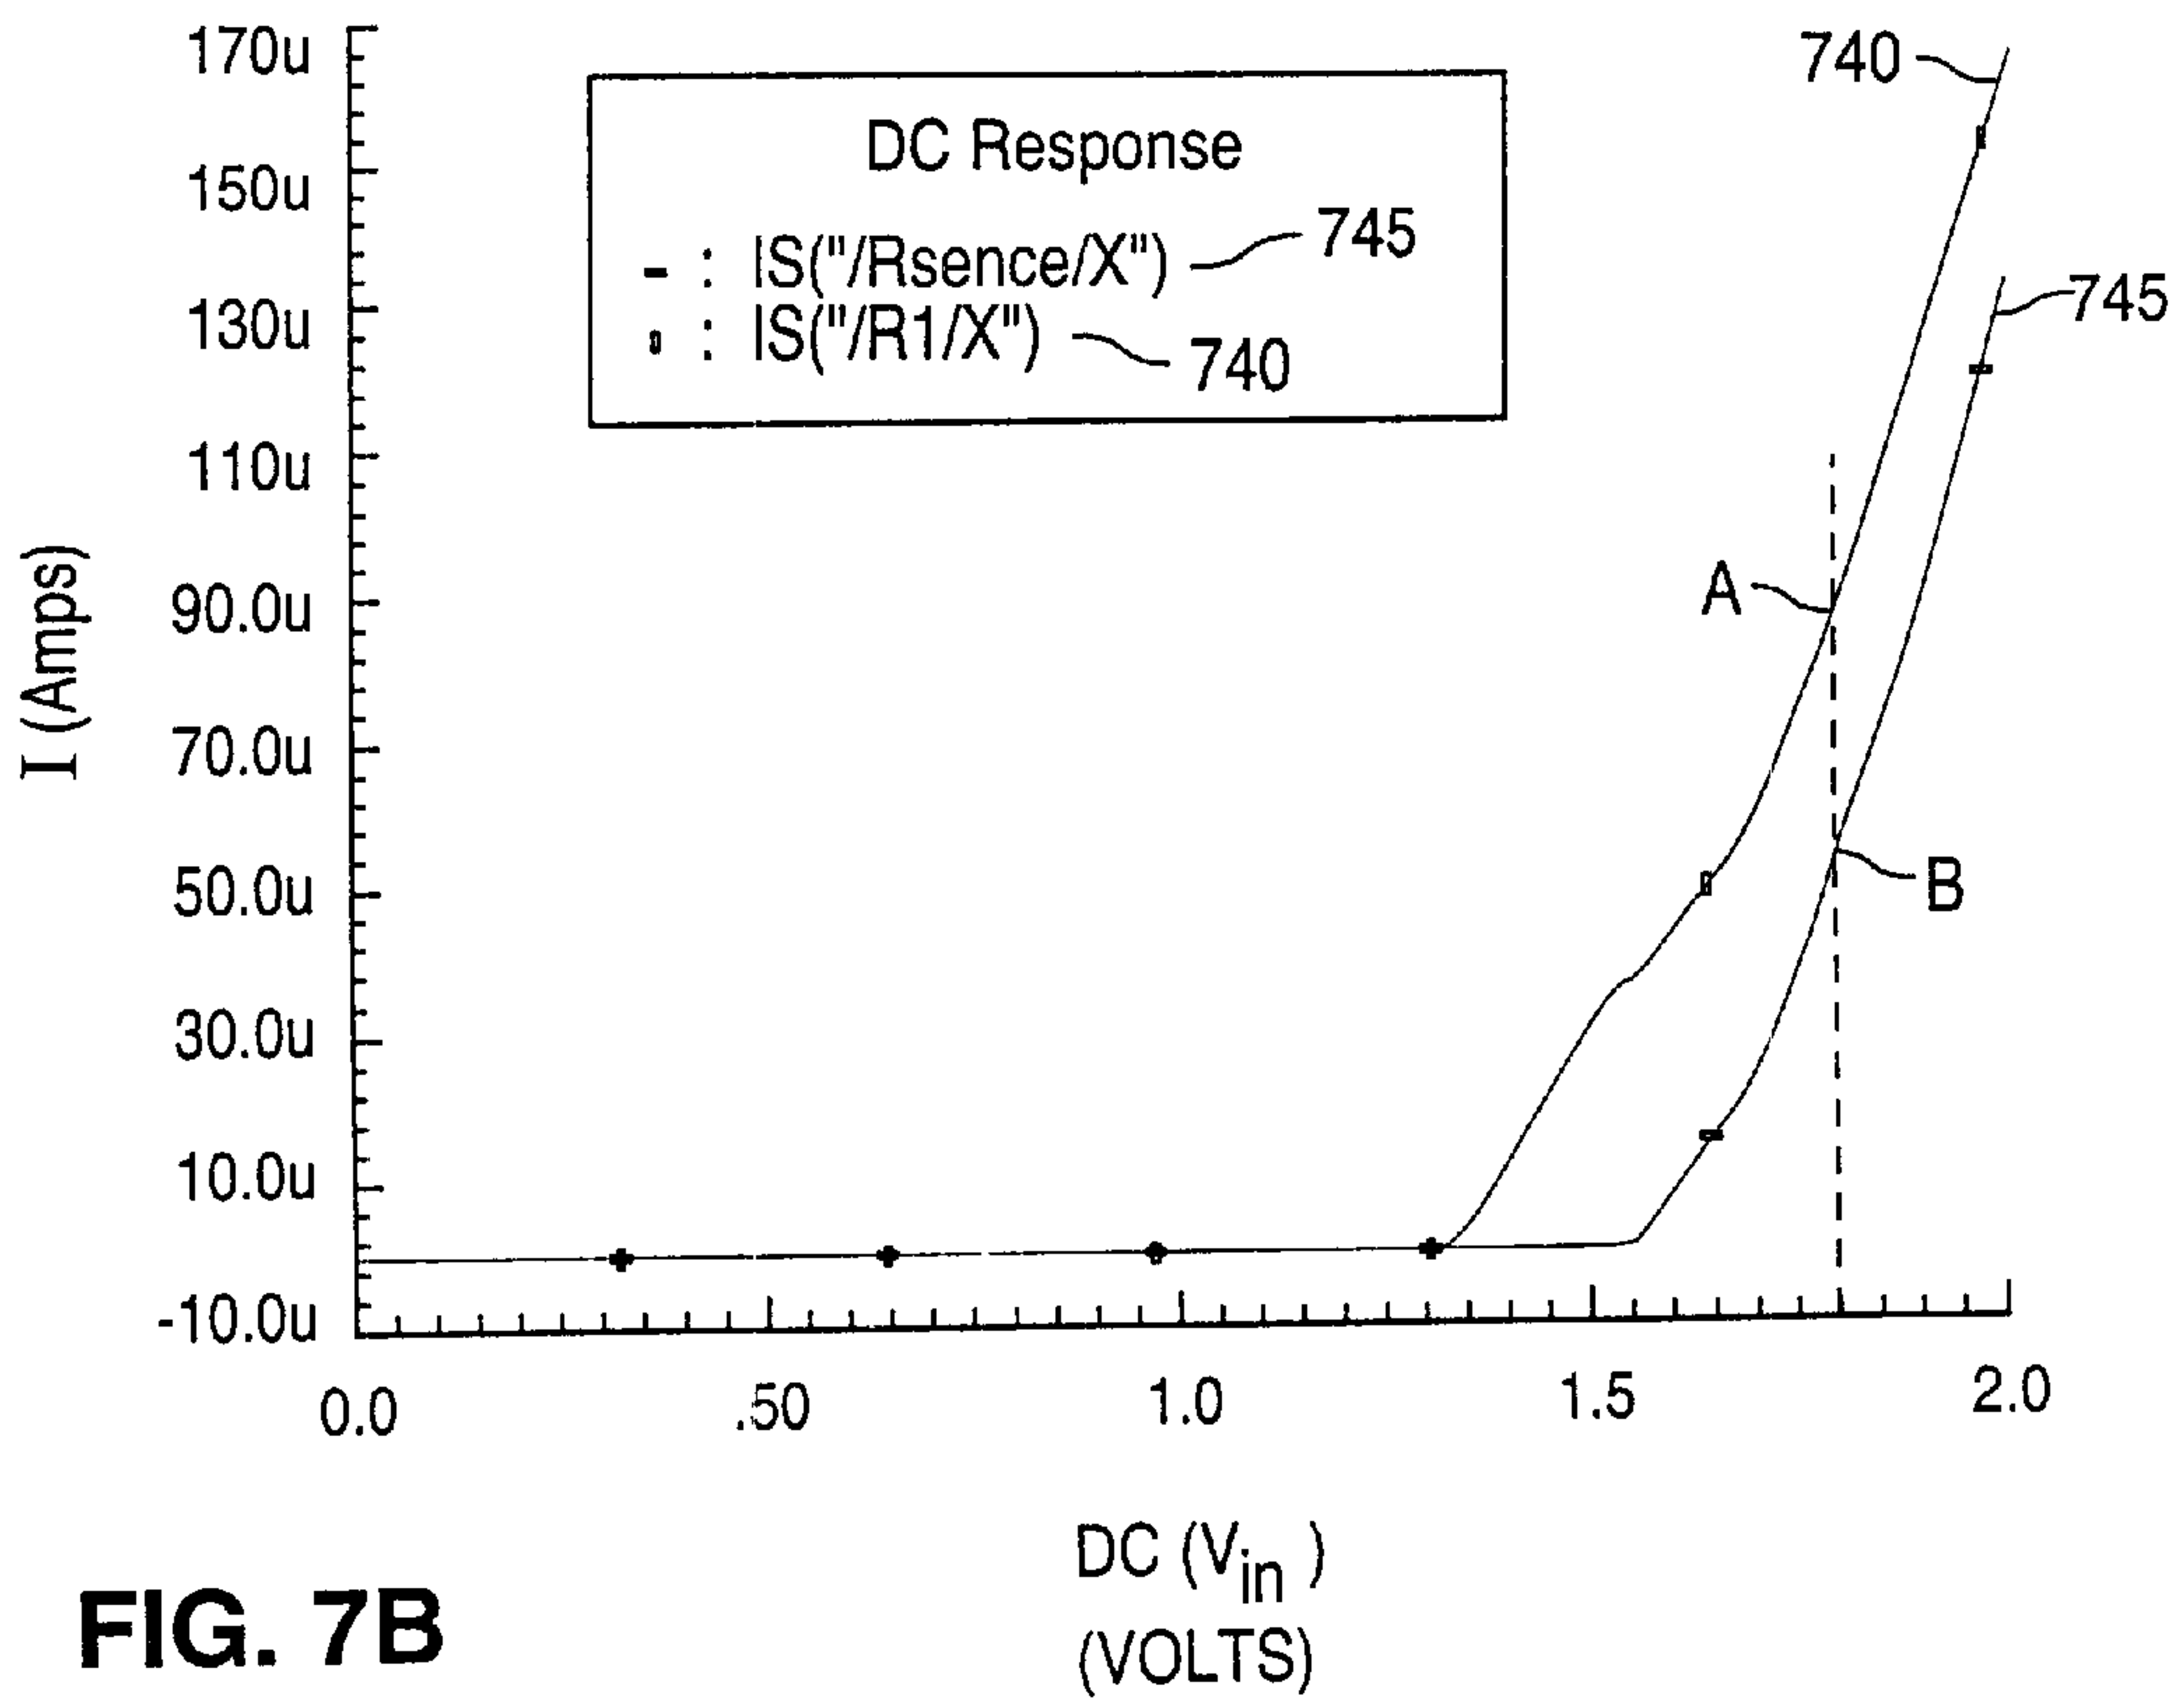 170u
150u
130u
110u
90.0u
70.0u
50.0u
30.0u
10.0u
-10.0u
I (Amps)
DC Response
- : IS("/Rsence/X") 745
▯ : IS("/R1/X") 740
740
745
A
B
0.0 .50 1.0 1.5 2.0
DC (Vin)
(VOLTS)
FIG. 7B